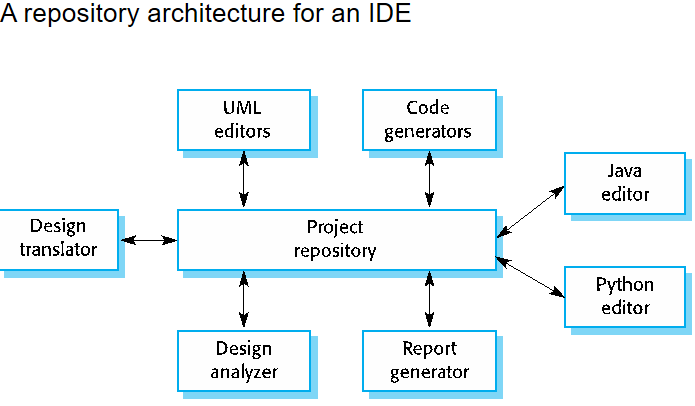 A repository architecture for an IDE
UML
editors
Code
generators
Java
editor
Design
translator
Project
repository
Python
editor
Design
analyzer
Report
generator